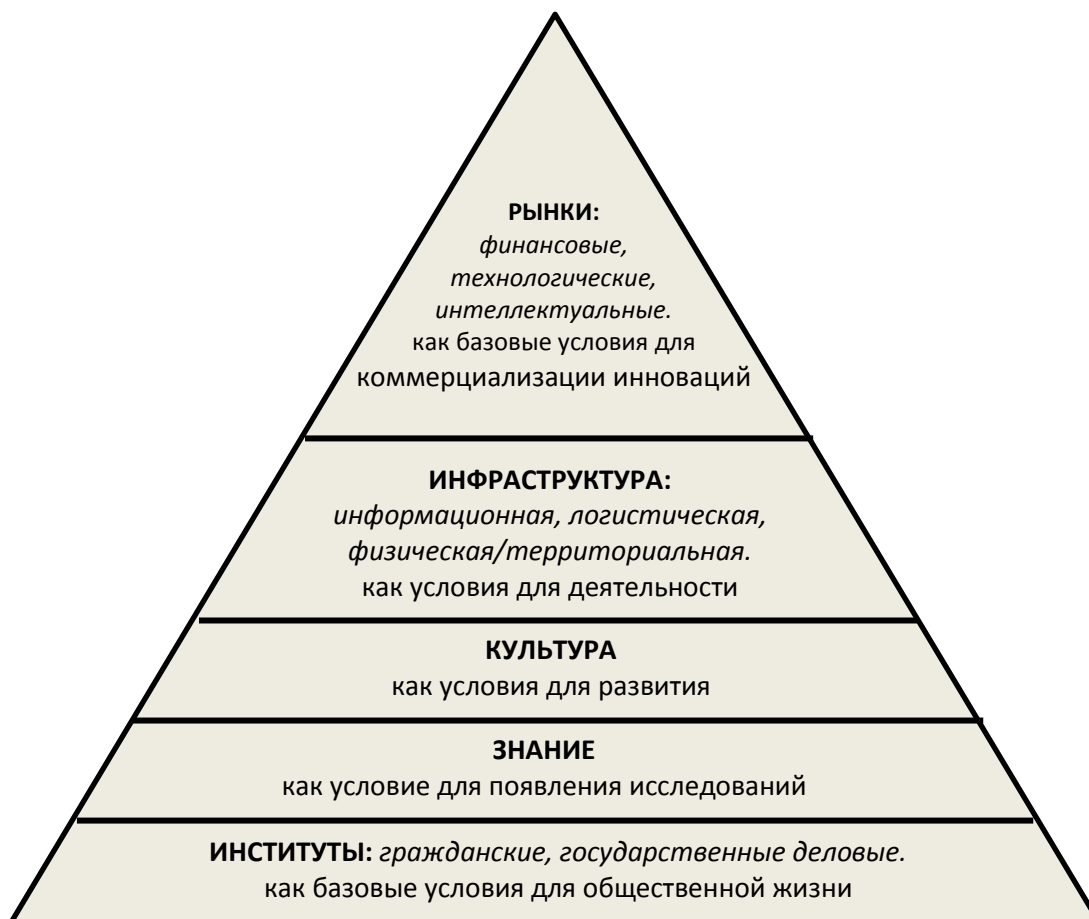 РЫНКИ:
финансовые,
технологические,
интеллектуальные.
как базовые условия для
коммерциализации инноваций
ИНФРАСТРУКТУРА:
информационная, логистическая,
физическая/территориальная.
как условия для деятельности
КУЛЬТУРА
как условия для развития
ЗНАНИЕ
как условие для появления исследований
ИНСТИТУТЫ: гражданские, государственные деловые.
как базовые условия для общественной жизни